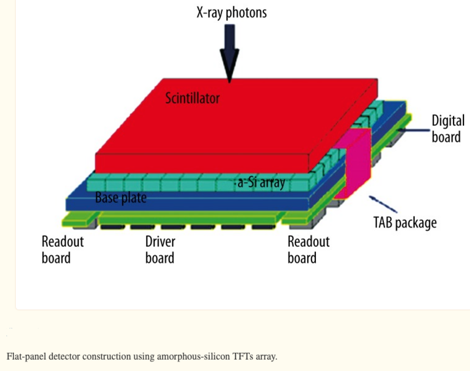 X-ray photons
Scintillator
Digital
board
a-Si array
Base plate
TAB package
Readout
board
Driver
board
Readout
board
Flat-panel detector construction using amorphous-silicon TFTs array.